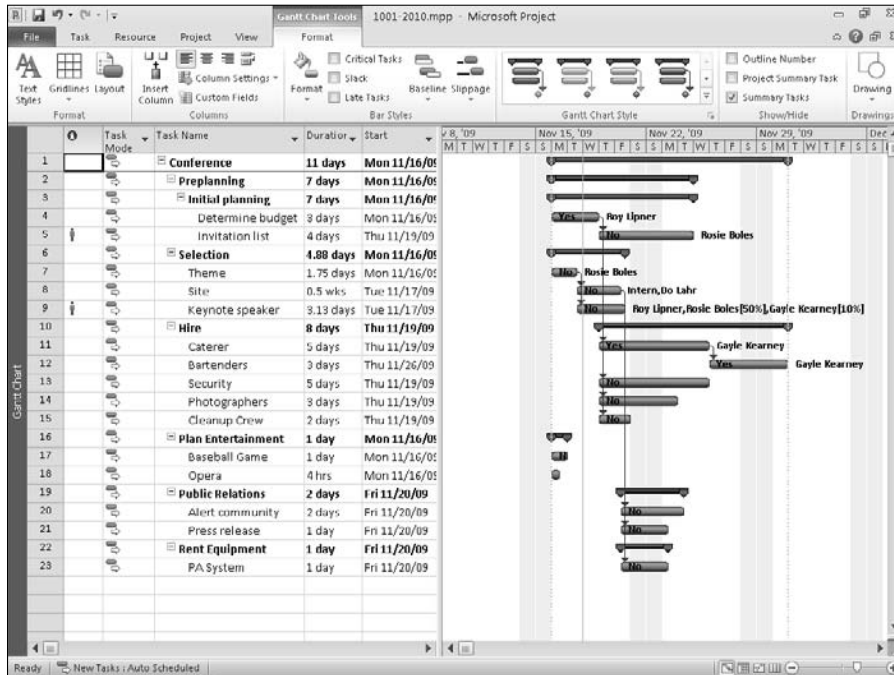 Gantt Chart Tools 1001-2010.mpp - Microsoft Project
File Task Resource Project View Format
Text Styles Gridlines Layout
Format
Insert Column Column Settings Custom Fields
Columns
Format Critical Tasks Slack Late Tasks Baseline Slippage
Bar Styles
Gantt Chart Style
Outline Number
Project Summary Task
Summary Tasks
Show/Hide
Drawing
Drawings
Task Mode Task Name Duration Start
8, '09 Nov 15, '09 Nov 22, '09 Nov 29, '09 Dec
M T W T F S S M T W T F S S M T W T F S S M T W T F S S
1 Conference 11 days Mon 11/16/09
2 Preplanning 7 days Mon 11/16/09
3 Initial planning 7 days Mon 11/16/09
4 Determine budget 3 days Mon 11/16/09 Yes Roy Lipner
5 Invitation list 4 days Thu 11/19/09 No Rosie Boles
6 Selection 4.88 days Mon 11/16/09
7 Theme 1.75 days Mon 11/16/09 No Rosie Boles
8 Site 0.5 wks Tue 11/17/09 No Intern,Do Lahr
9 Keynote speaker 3.13 days Tue 11/17/09 No Roy Lipner,Rosie Boles[50%],Gayle Kearney[10%]
10 Hire 8 days Thu 11/19/09
11 Caterer 5 days Thu 11/19/09 Yes Gayle Kearney
12 Bartenders 3 days Thu 11/26/09 Yes Gayle Kearney
13 Security 5 days Thu 11/19/09 No
14 Photographers 3 days Thu 11/19/09 No
15 Cleanup Crew 2 days Thu 11/19/09 No
16 Plan Entertainment 1 day Mon 11/16/09
17 Baseball Game 1 day Mon 11/16/09
18 Opera 4 hrs Mon 11/16/09
19 Public Relations 2 days Fri 11/20/09
20 Alert community 2 days Fri 11/20/09 No
21 Press release 1 day Fri 11/20/09 No
22 Rent Equipment 1 day Fri 11/20/09
23 PA System 1 day Fri 11/20/09 No
Gantt Chart
Ready New Tasks : Auto Scheduled